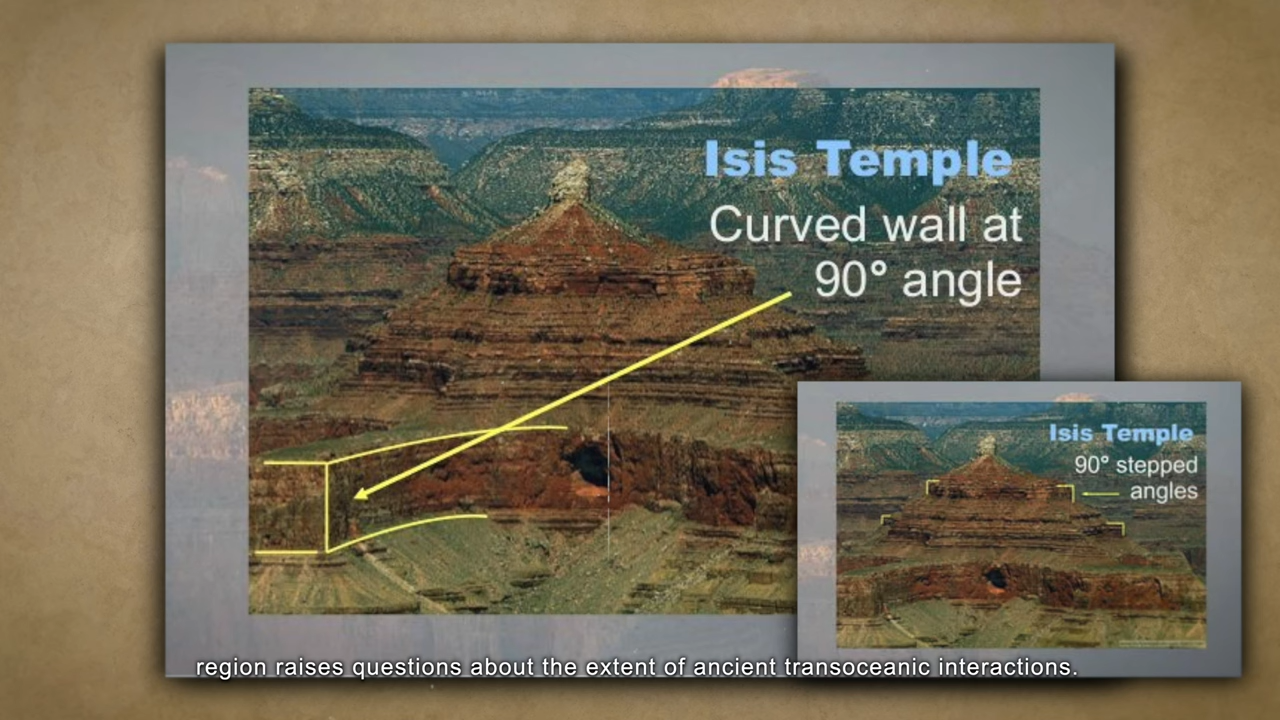 Isis Temple
Curved wall at
90° angle
Isis Temple
90° stepped
angles
region raises questions about the extent of ancient transoceanic interactions.